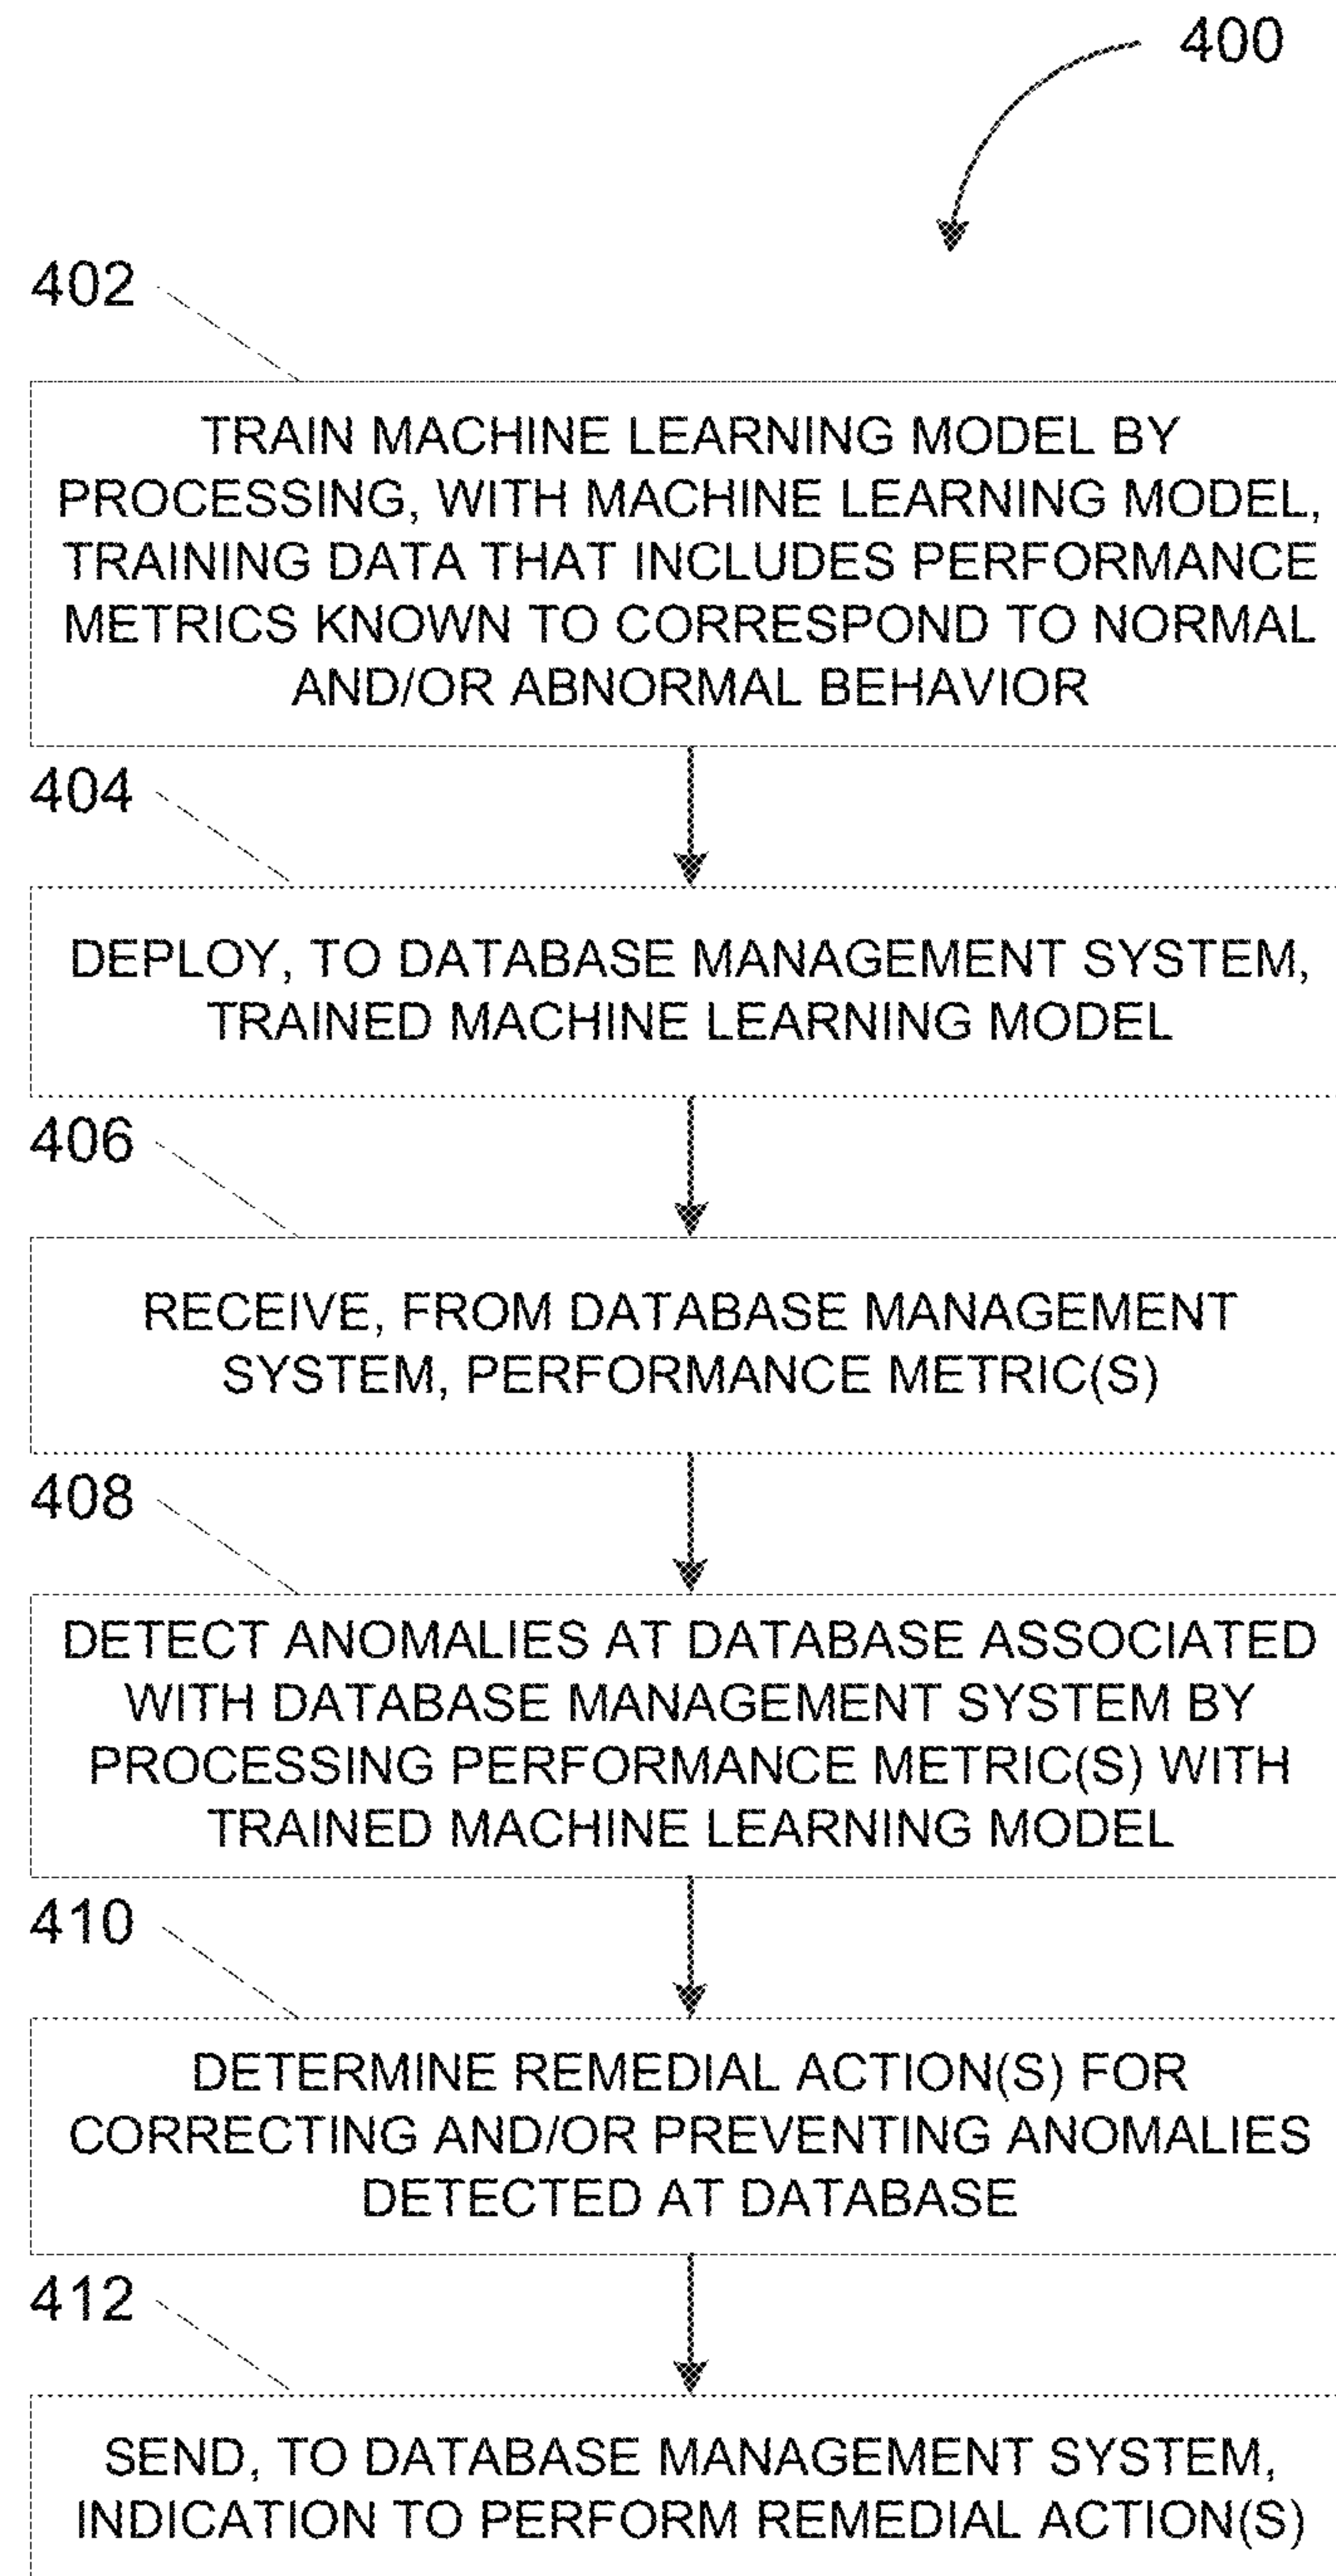 400
402
TRAIN MACHINE LEARNING MODEL BY
PROCESSING, WITH MACHINE LEARNING MODEL,
TRAINING DATA THAT INCLUDES PERFORMANCE
METRICS KNOWN TO CORRESPOND TO NORMAL
AND/OR ABNORMAL BEHAVIOR
404
DEPLOY, TO DATABASE MANAGEMENT SYSTEM,
TRAINED MACHINE LEARNING MODEL
406
RECEIVE, FROM DATABASE MANAGEMENT
SYSTEM, PERFORMANCE METRIC(S)
408
DETECT ANOMALIES AT DATABASE ASSOCIATED
WITH DATABASE MANAGEMENT SYSTEM BY
PROCESSING PERFORMANCE METRIC(S) WITH
TRAINED MACHINE LEARNING MODEL
410
DETERMINE REMEDIAL ACTION(S) FOR
CORRECTING AND/OR PREVENTING ANOMALIES
DETECTED AT DATABASE
412
SEND, TO DATABASE MANAGEMENT SYSTEM,
INDICATION TO PERFORM REMEDIAL ACTION(S)